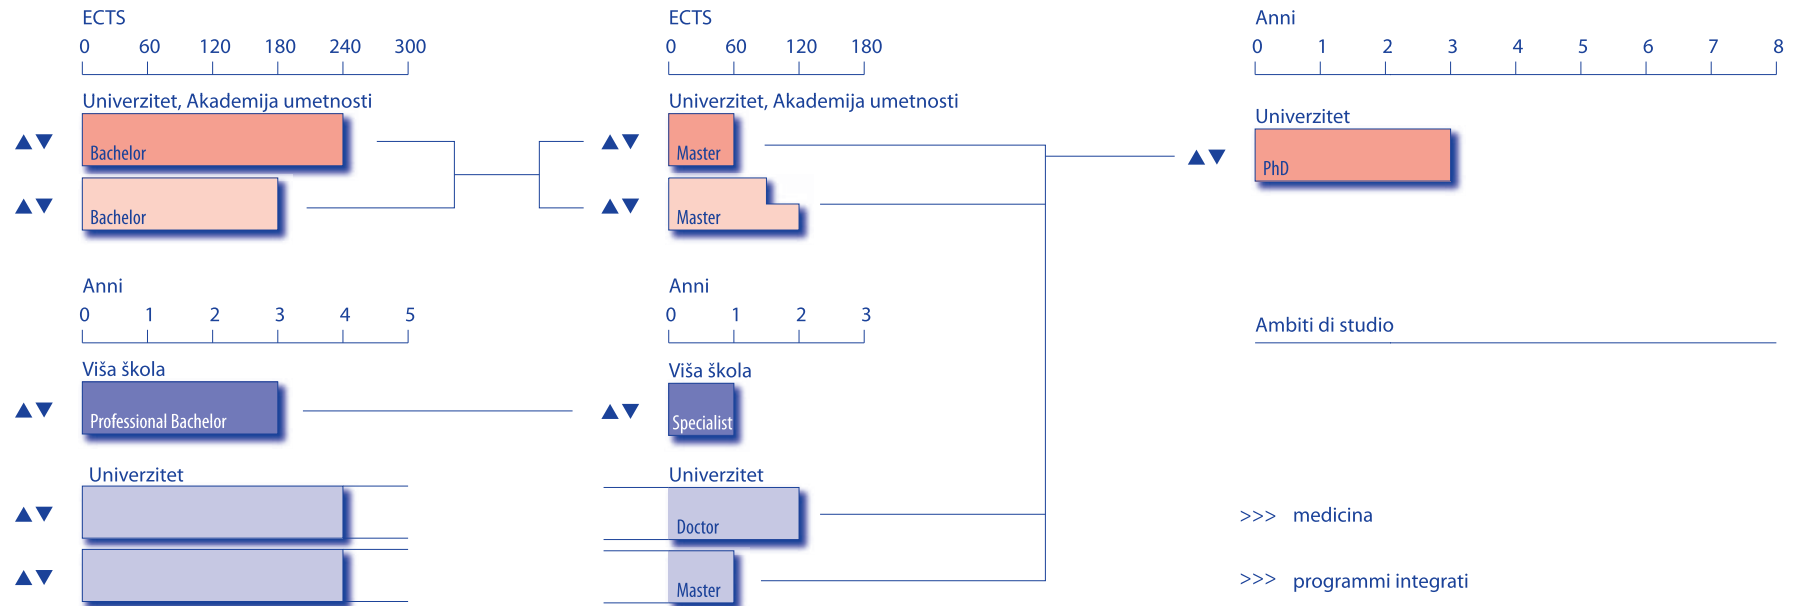 ECTS
0 60 120 180 240 300
Univerzitet, Akademija umetnosti
Bachelor
Bachelor
Anni
0 1 2 3 4 5
Viša škola
Professional Bachelor
Univerzitet
ECTS
0 60 120 180
Univerzitet, Akademija umetnosti
Master
Master
Anni
0 1 2 3
Viša škola
Specialist
Univerzitet
Doctor
Master
Anni
0 1 2 3 4 5 6 7 8
Univerzitet
PhD
Ambiti di studio
>>> medicina
>>> programmi integrati